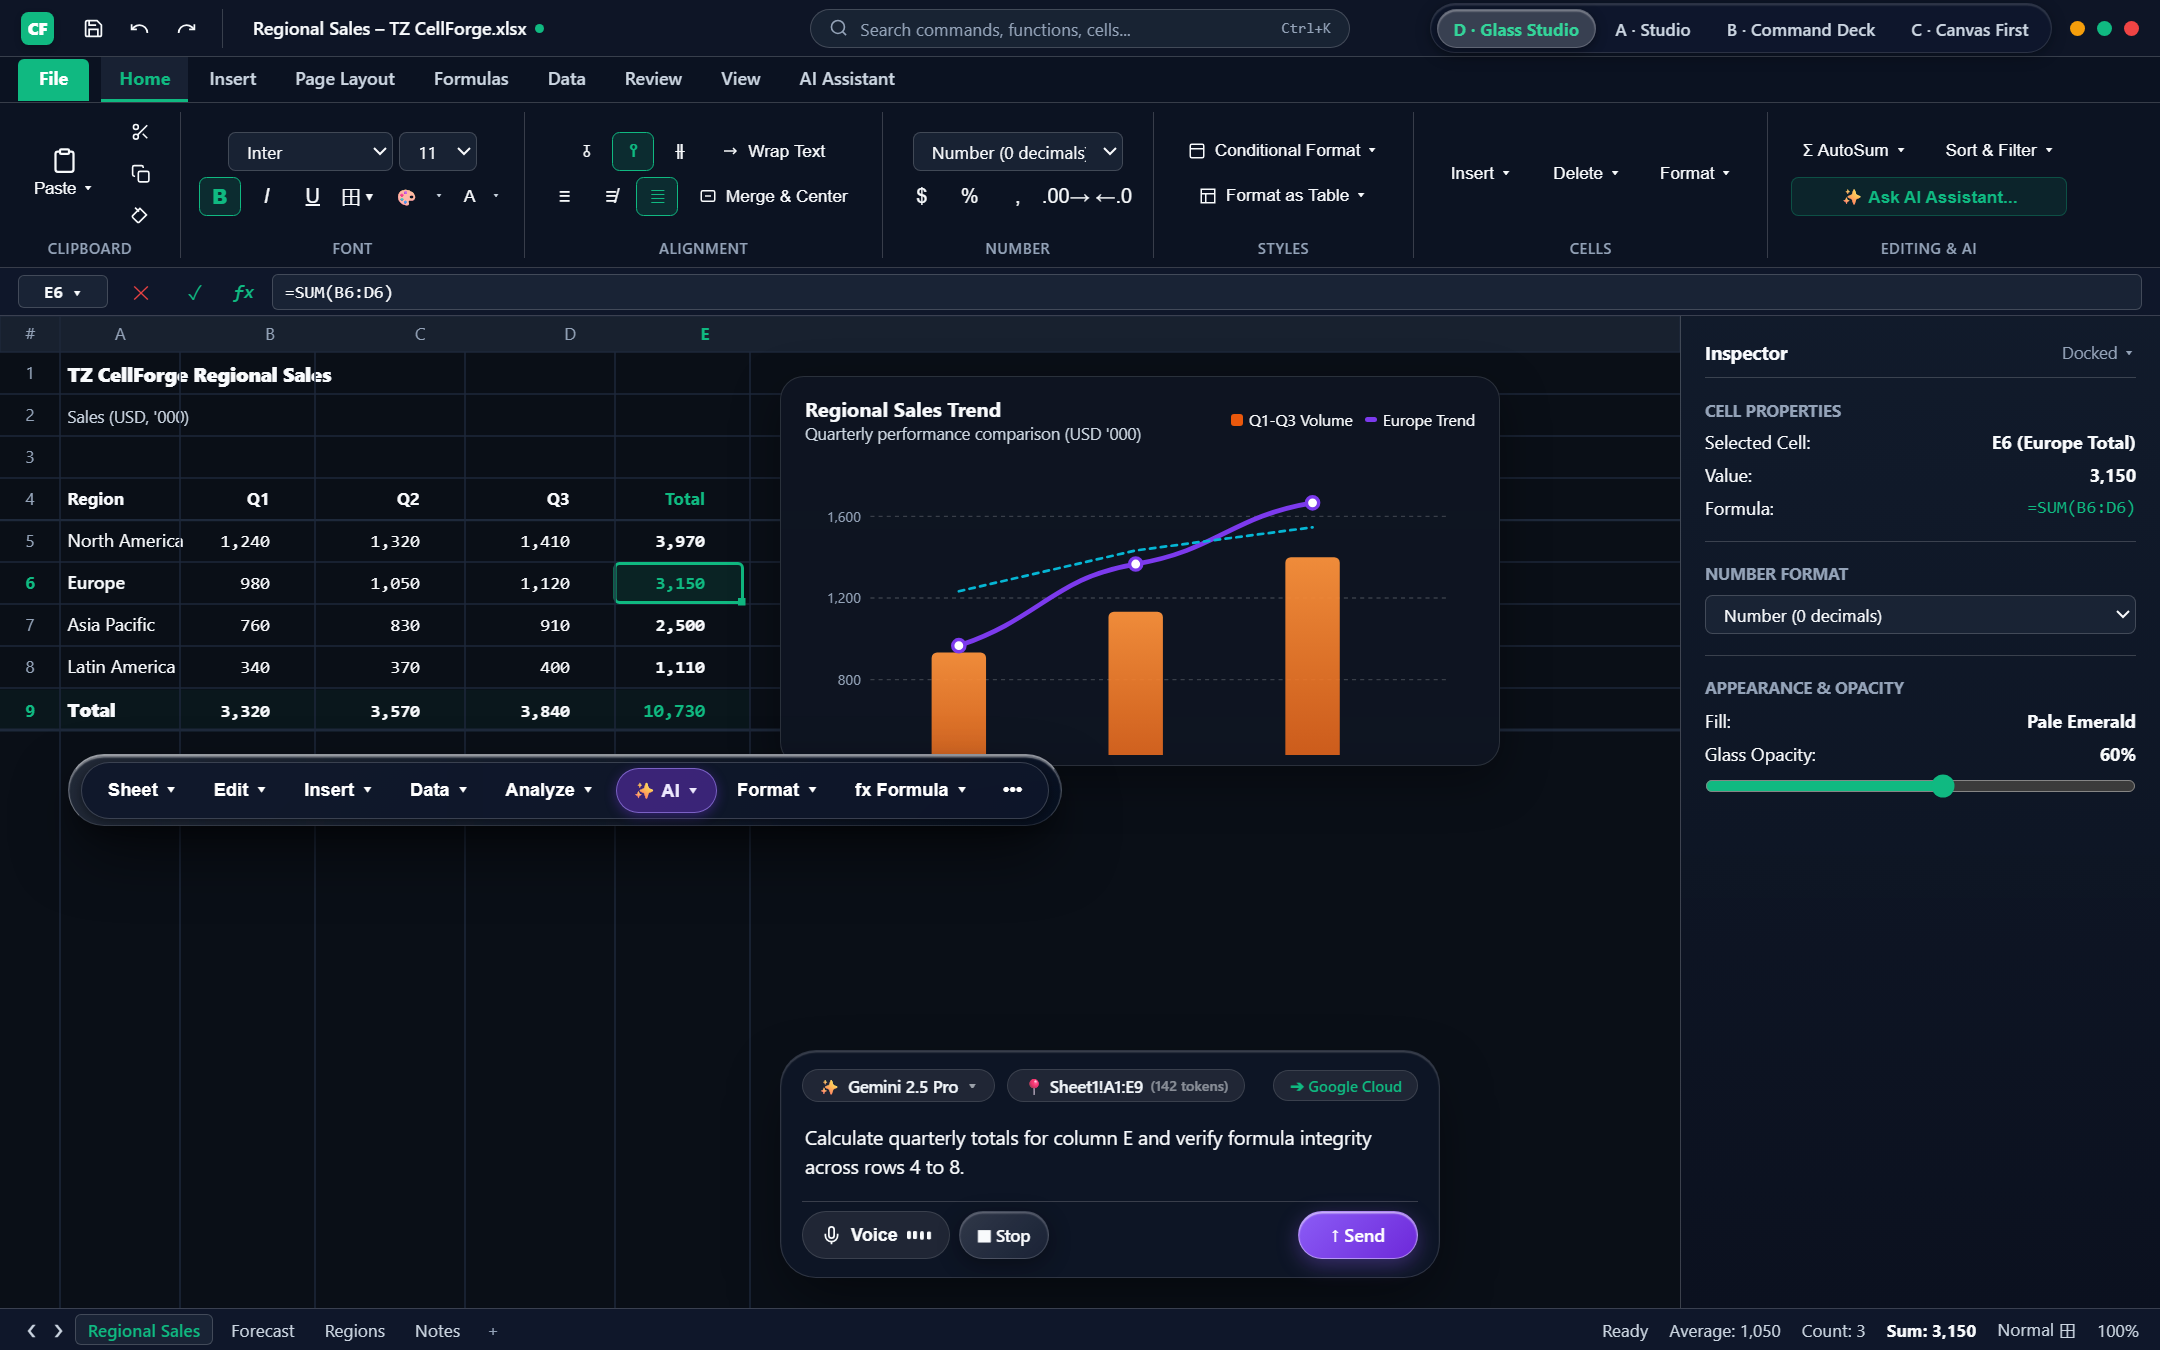 CF
Regional Sales – TZ CellForge.xlsx
Search commands, functions, cells...
Ctrl+K
D · Glass Studio
A · Studio
B · Command Deck
C · Canvas First
File
Home
Insert
Page Layout
Formulas
Data
Review
View
AI Assistant
Paste
CLIPBOARD
Inter
11
B
I
U
A
FONT
Wrap Text
Merge & Center
ALIGNMENT
Number (0 decimals)
$
%
,
.00→
←.0
NUMBER
Conditional Format
Format as Table
STYLES
Insert
Delete
Format
CELLS
Σ AutoSum
Sort & Filter
✨ Ask AI Assistant...
EDITING & AI
E6
fx
=SUM(B6:D6)
# A B C D E
1 TZ CellForge Regional Sales
2 Sales (USD, '000)
3
4 Region Q1 Q2 Q3 Total
5 North America 1,240 1,320 1,410 3,970
6 Europe 980 1,050 1,120 3,150
7 Asia Pacific 760 830 910 2,500
8 Latin America 340 370 400 1,110
9 Total 3,320 3,570 3,840 10,730
Regional Sales Trend
Quarterly performance comparison (USD '000)
Q1-Q3 Volume
Europe Trend
1,600
1,200
800
Sheet
Edit
Insert
Data
Analyze
✨ AI
Format
fx Formula
•••
Inspector
Docked
CELL PROPERTIES
Selected Cell: E6 (Europe Total)
Value: 3,150
Formula: =SUM(B6:D6)
NUMBER FORMAT
Number (0 decimals)
APPEARANCE & OPACITY
Fill: Pale Emerald
Glass Opacity: 60%
✨ Gemini 2.5 Pro
📍 Sheet1!A1:E9 (142 tokens)
➔ Google Cloud
Calculate quarterly totals for column E and verify formula integrity
across rows 4 to 8.
Voice
Stop
↑ Send
Regional Sales
Forecast
Regions
Notes
+
Ready
Average: 1,050
Count: 3
Sum: 3,150
Normal
100%